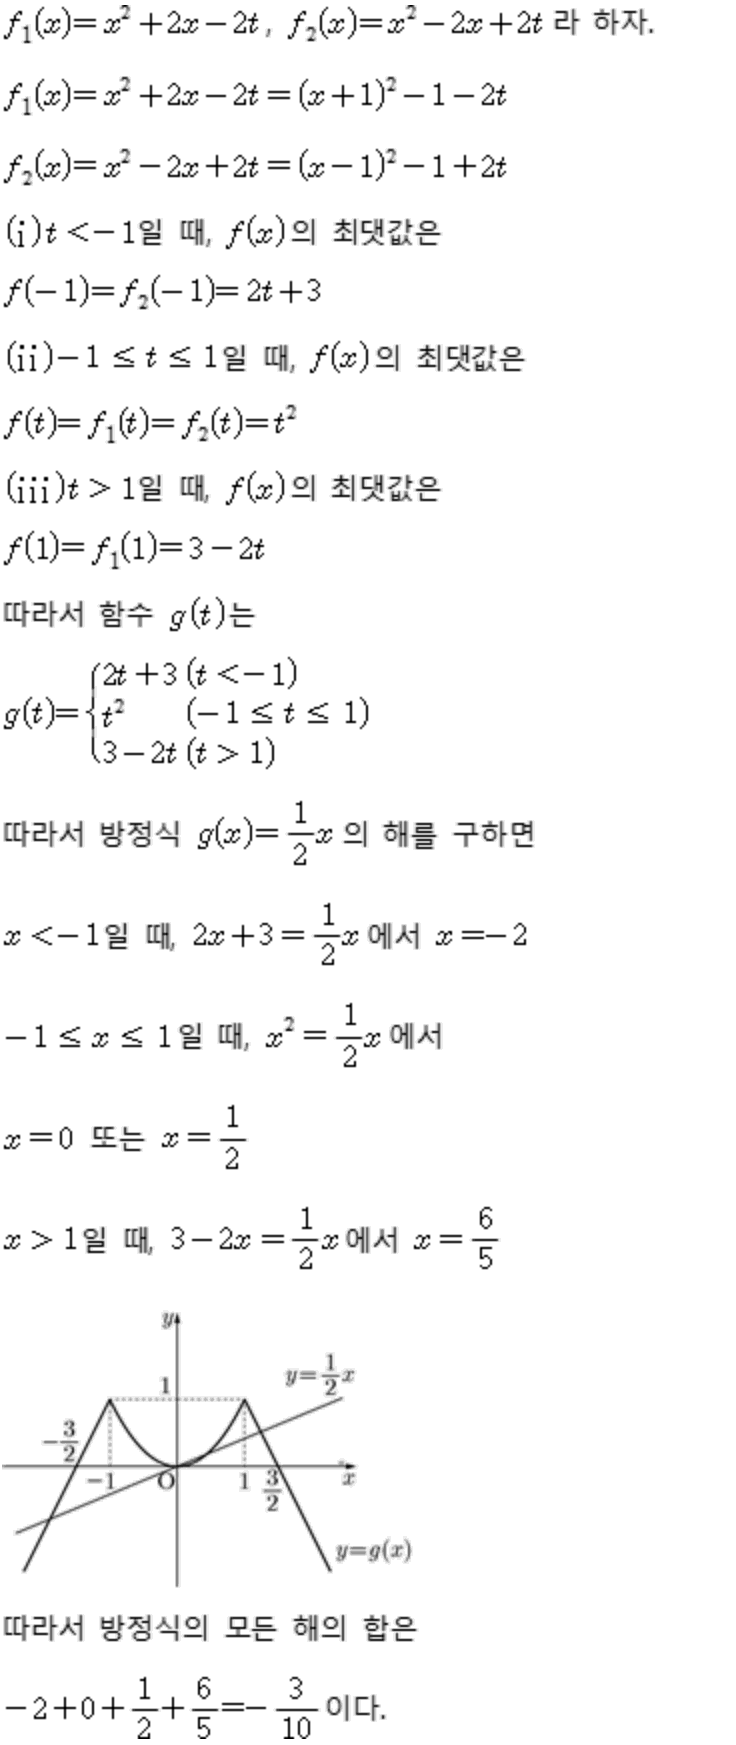 f₁(x)=x²+2x−2t, f₂(x)=x²−2x+2t 라 하자.
f₁(x)=x²+2x−2t=(x+1)²−1−2t
f₂(x)=x²−2x+2t=(x−1)²−1+2t
(i)t<−1일 때, f(x)의 최댓값은
f(−1)=f₂(−1)=2t+3
(ii)−1≤t≤1일 때, f(x)의 최댓값은
f(t)=f₁(t)=f₂(t)=t²
(iii)t>1일 때, f(x)의 최댓값은
f(1)=f₁(1)=3−2t
따라서 함수 g(t)는
g(t)={2t+3 (t<−1)
t² (−1≤t≤1)
3−2t (t>1)
따라서 방정식 g(x)=1/2x 의 해를 구하면
x<−1일 때, 2x+3=1/2x 에서 x=−2
−1≤x≤1일 때, x²=1/2x 에서
x=0 또는 x=1/2
x>1일 때, 3−2x=1/2x 에서 x=6/5
y
1
y=1/2x
−3/2
−1
O
1
3/2
x
y=g(x)
따라서 방정식의 모든 해의 합은
−2+0+1/2+6/5=−3/10 이다.